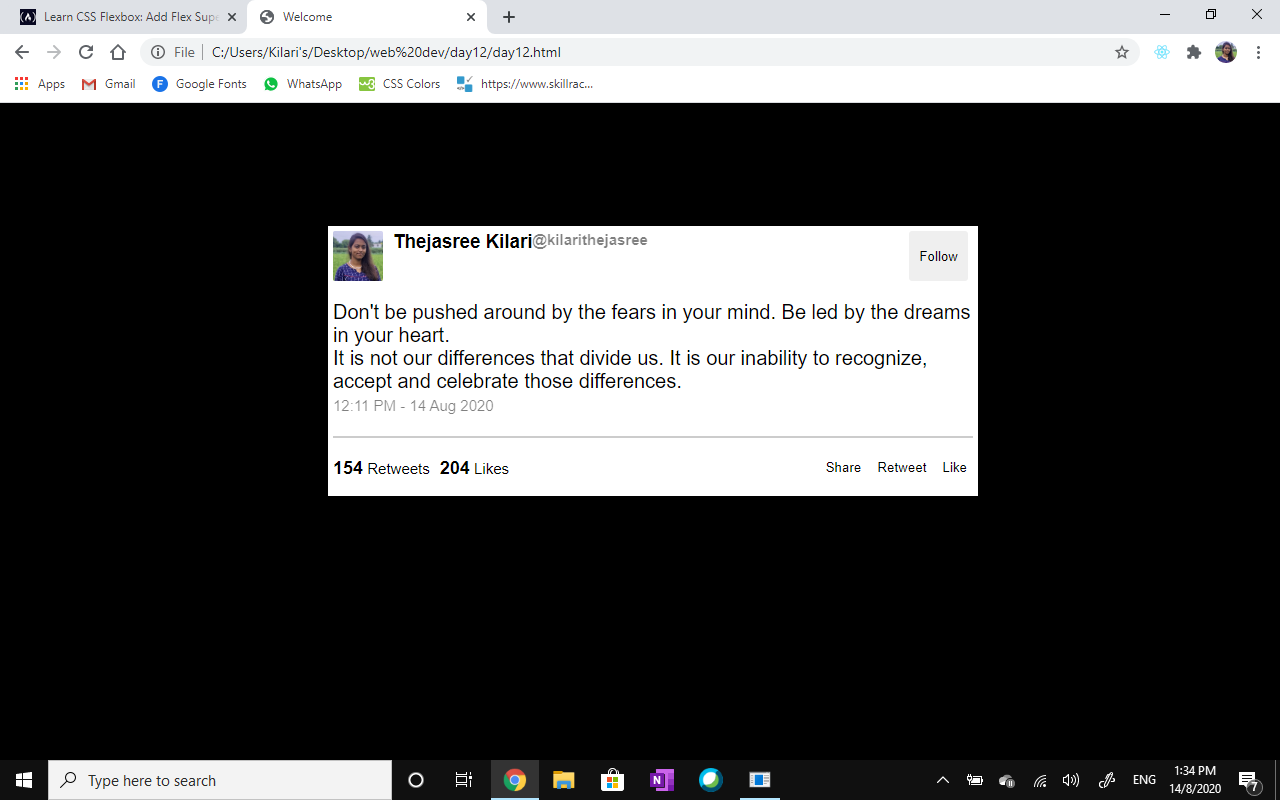 Learn CSS Flexbox: Add Flex Supe
Welcome
File
C:/Users/Kilari's/Desktop/web%20dev/day12/day12.html
Apps
Gmail
Google Fonts
WhatsApp
CSS Colors
https://www.skillrac...
Thejasree Kilari@kilarithejasree
Follow
Don't be pushed around by the fears in your mind. Be led by the dreams
in your heart.
It is not our differences that divide us. It is our inability to recognize,
accept and celebrate those differences.
12:11 PM - 14 Aug 2020
154 Retweets 204 Likes
Share Retweet Like
Type here to search
ENG
1:34 PM
14/8/2020
7